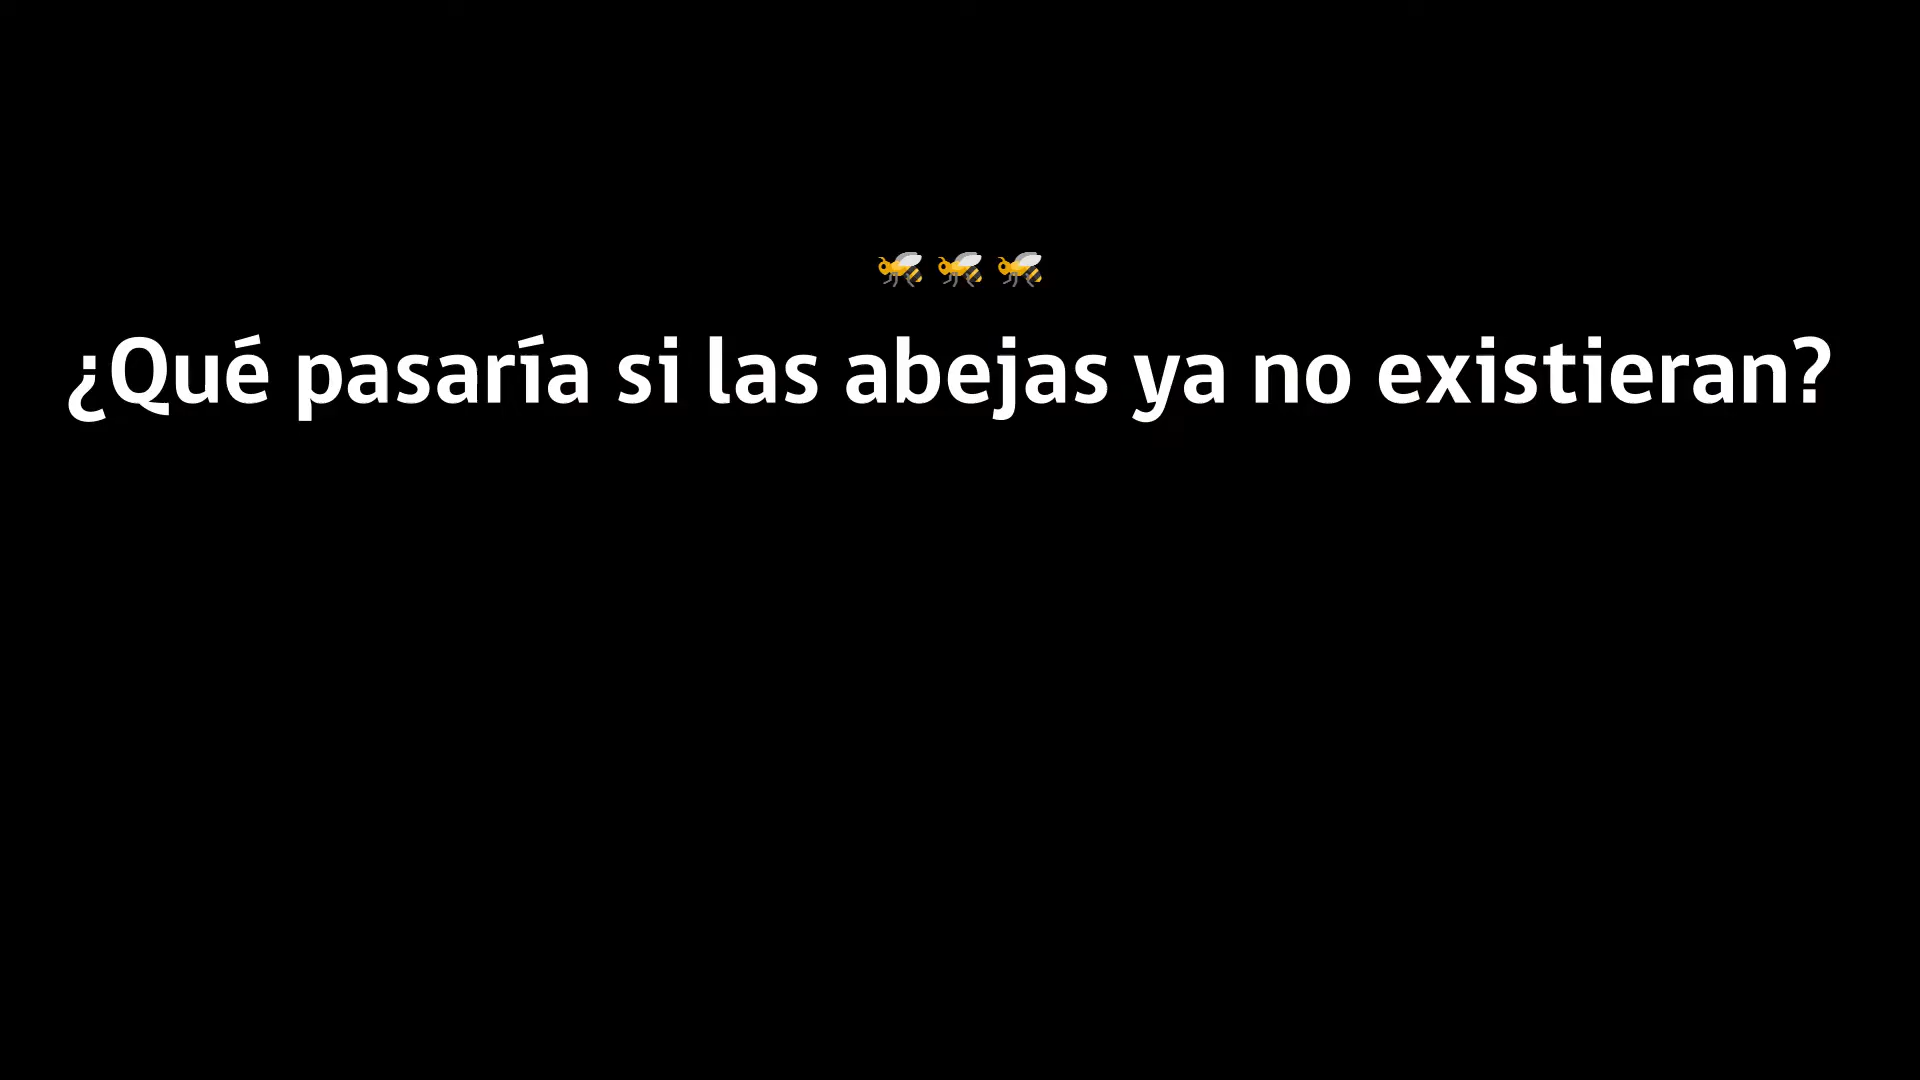 🐝🐝🐝
¿Qué pasaría si las abejas ya no existieran?